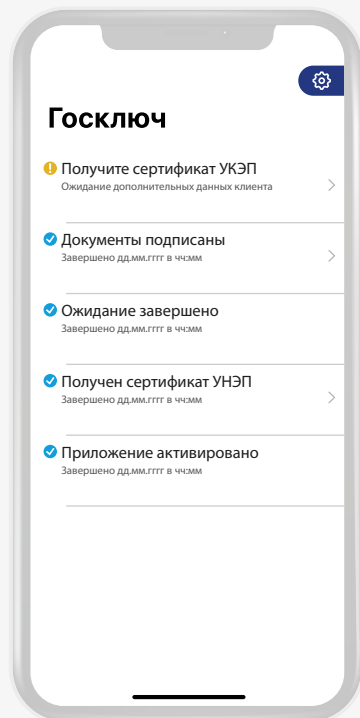 Госключ
Получите сертификат УКЭП
Ожидание дополнительных данных клиента
Документы подписаны
Завершено дд.мм.гггг в чч:мм
Ожидание завершено
Завершено дд.мм.гггг в чч:мм
Получен сертификат УНЭП
Завершено дд.мм.гггг в чч:мм
Приложение активировано
Завершено дд.мм.гггг в чч:мм